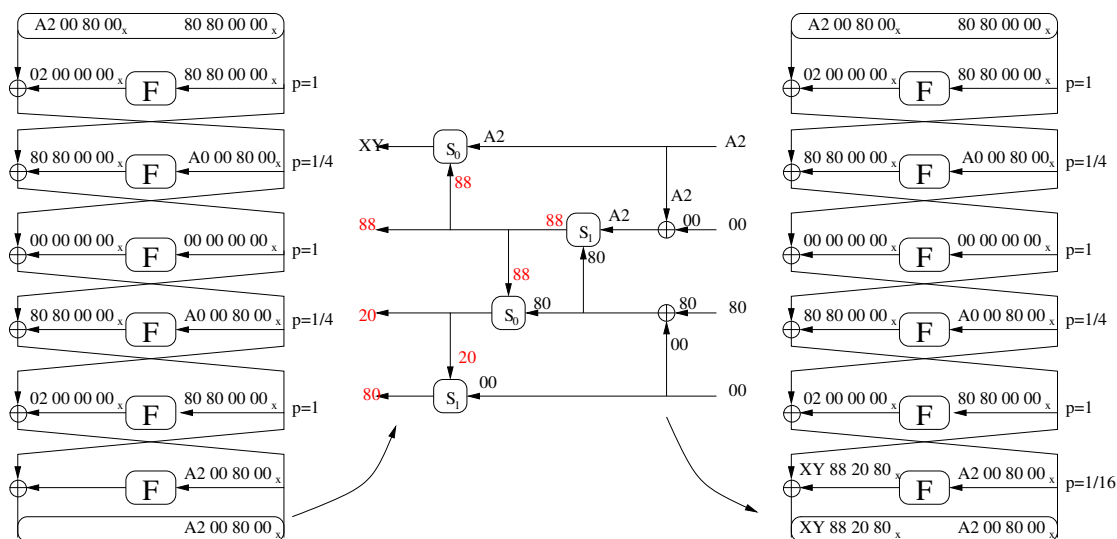 A2 00 80 00x 80 80 00 00x
02 00 00 00x F 80 80 00 00x p=1
80 80 00 00x F A0 00 80 00x p=1/4
00 00 00 00x F 00 00 00 00x p=1
80 80 00 00x F A0 00 80 00x p=1/4
02 00 00 00x F 80 80 00 00x p=1
F A2 00 80 00x
A2 00 80 00x
XY S0 A2 A2
88 A2
88 88 S1 A2 00 00
80
88
20 S0 80 80 80
00
20
80 S1 00 00
A2 00 80 00x 80 80 00 00x
02 00 00 00x F 80 80 00 00x p=1
80 80 00 00x F A0 00 80 00x p=1/4
00 00 00 00x F 00 00 00 00x p=1
80 80 00 00x F A0 00 80 00x p=1/4
02 00 00 00x F 80 80 00 00x p=1
XY 88 20 80x F A2 00 80 00x p=1/16
XY 88 20 80x A2 00 80 00x